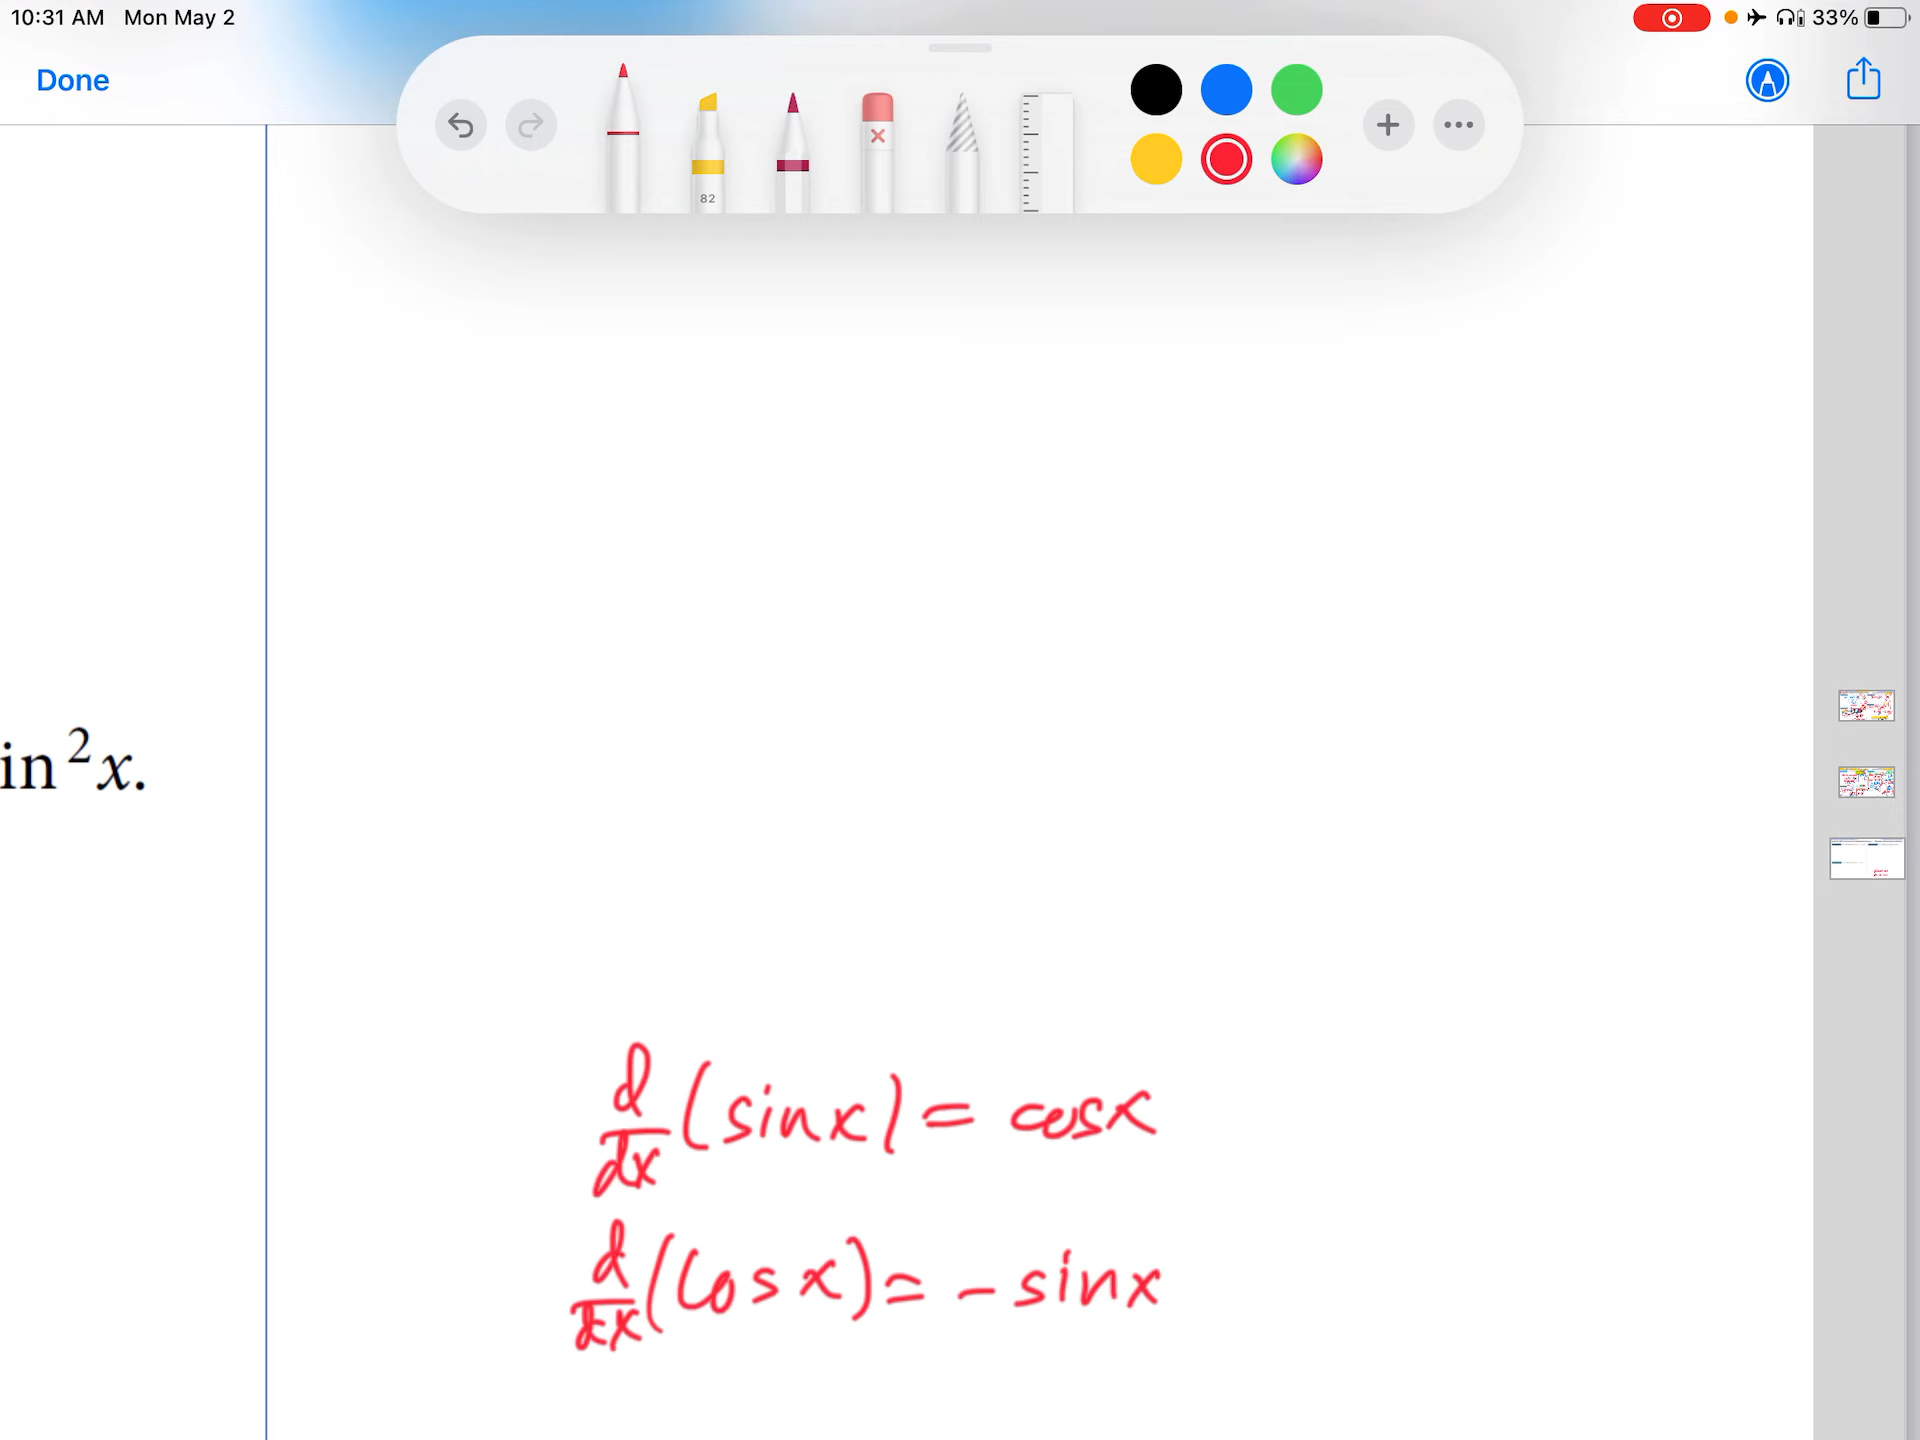 10:31 AM Mon May 2
33%
Done
82
in²x.
d/dx (sinx) = cosx
d/dx (cosx) = - sinx